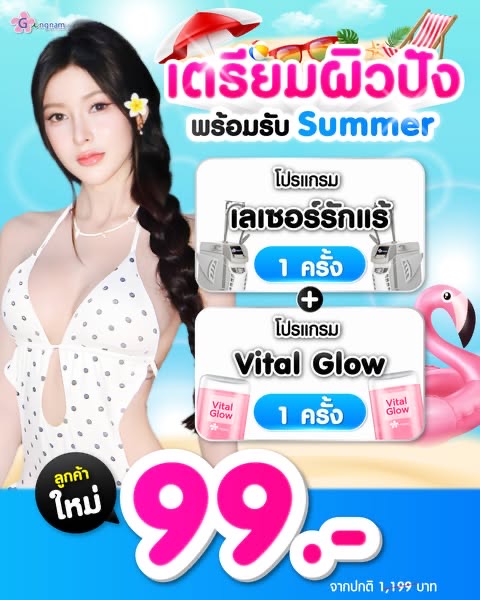 Gangnam
เตรียมผิวปัง
พร้อมรับ Summer
โปรแกรม
เลเซอร์รักแร้
1 ครั้ง
+
โปรแกรม
Vital Glow
Vital
Glow
1 ครั้ง
Vital
Glow
ลูกค้า
ใหม่
99.-
จากปกติ 1,199 บาท